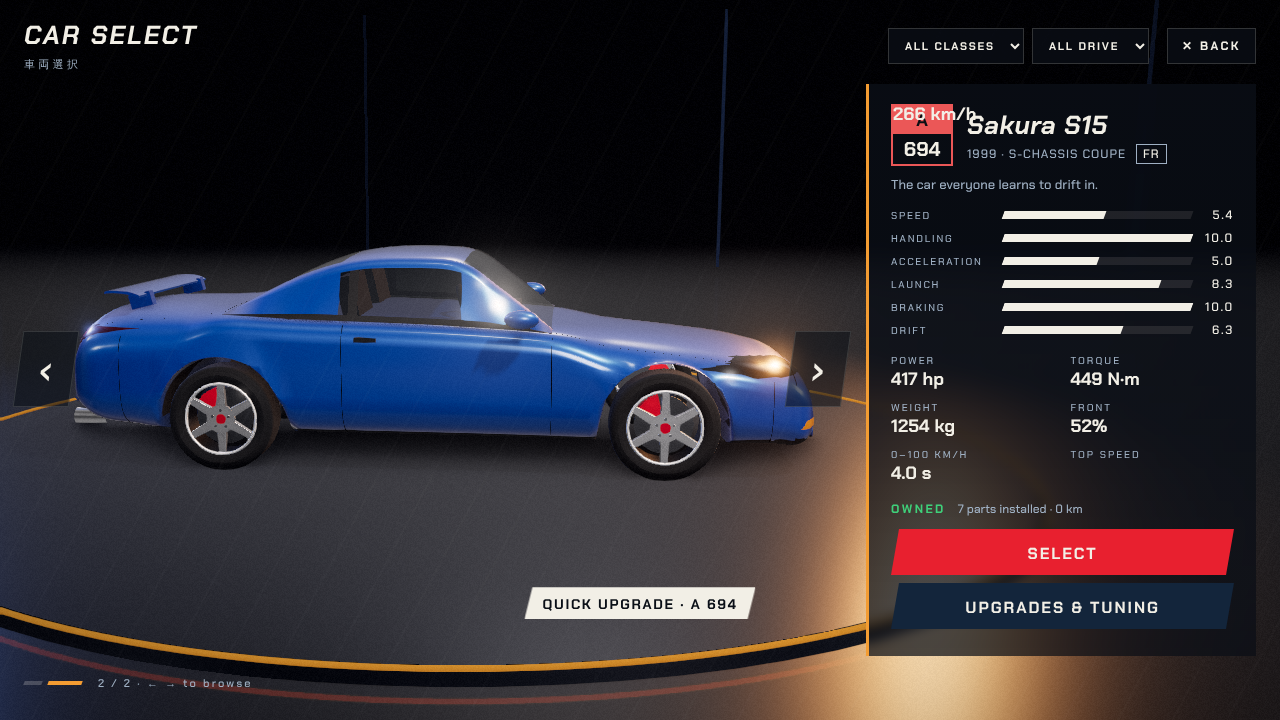 CAR SELECT
車両選択
ALL CLASSES
ALL DRIVE
✕ BACK
266 km/h
A
694
Sakura S15
1999 · S-CHASSIS COUPE FR
The car everyone learns to drift in.
SPEED 5.4
HANDLING 10.0
ACCELERATION 5.0
LAUNCH 8.3
BRAKING 10.0
DRIFT 6.3
POWER TORQUE
417 hp 449 N·m
WEIGHT FRONT
1254 kg 52%
0–100 KM/H TOP SPEED
4.0 s
OWNED 7 parts installed · 0 km
SELECT
UPGRADES & TUNING
‹
›
QUICK UPGRADE · A 694
2 / 2 · ← → to browse